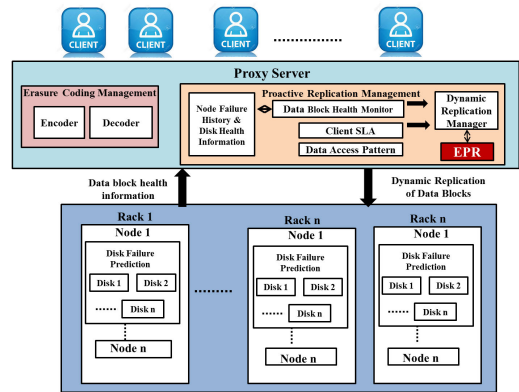 CLIENT CLIENT CLIENT CLIENT
Proxy Server
Erasure Coding Management
Encoder
Decoder
Proactive Replication Management
Node Failure
History &
Disk Health
Information
Data Block Health Monitor
Client SLA
Data Access Pattern
Dynamic
Replication
Manager
EPR
Data block health
information
Dynamic Replication
of Data Blocks
Rack 1
Node 1
Disk Failure
Prediction
Disk 1
Disk 2
...... Disk n
Node n
.........
Rack n
Node 1
Disk Failure
Prediction
Disk 1
Disk 2
...... Disk n
Node n
Rack n
Node 1
Disk Failure
Prediction
Disk 1
Disk 2
...... Disk n
Node n